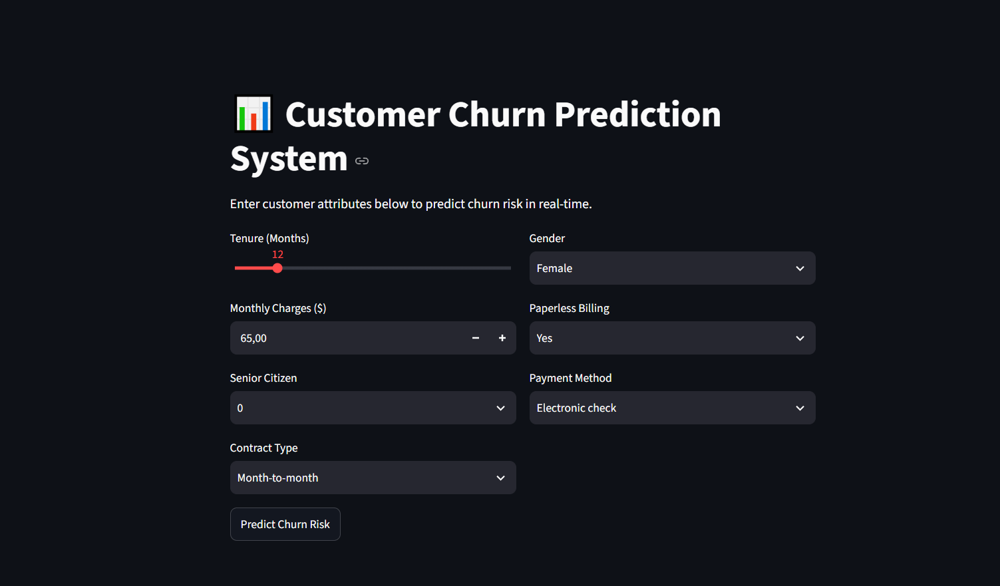 Customer Churn Prediction
System
Enter customer attributes below to predict churn risk in real-time.
Tenure (Months)
12
Gender
Female
Monthly Charges ($)
65,00
Paperless Billing
Yes
Senior Citizen
0
Payment Method
Electronic check
Contract Type
Month-to-month
Predict Churn Risk